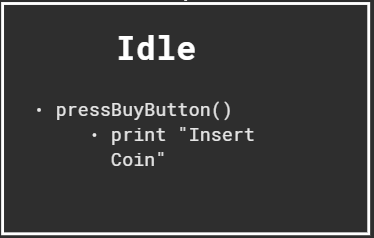 Idle
• pressBuyButton()
• print "Insert
Coin"